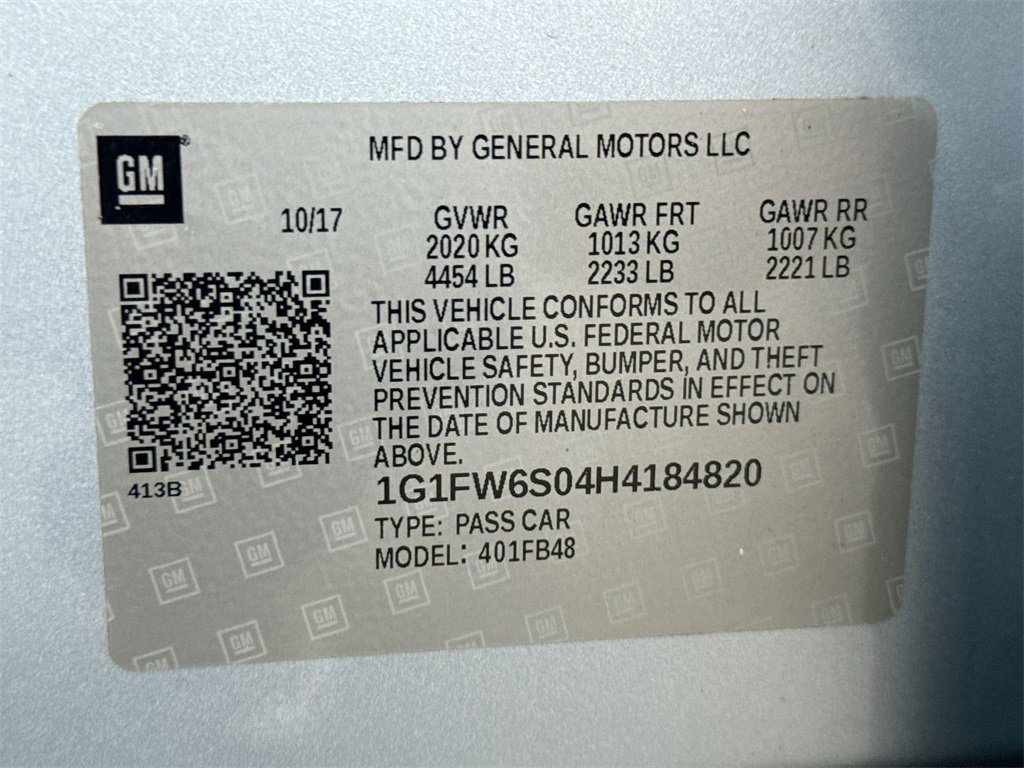 GM®
MFD BY GENERAL MOTORS LLC
10/17
GVWR GAWR FRT GAWR RR
2020 KG 1013 KG 1007 KG
4454 LB 2233 LB 2221 LB
THIS VEHICLE CONFORMS TO ALL
APPLICABLE U.S. FEDERAL MOTOR
VEHICLE SAFETY, BUMPER, AND THEFT
PREVENTION STANDARDS IN EFFECT ON
THE DATE OF MANUFACTURE SHOWN
ABOVE.
413B
1G1FW6S04H4184820
TYPE: PASS CAR
MODEL: 401FB48